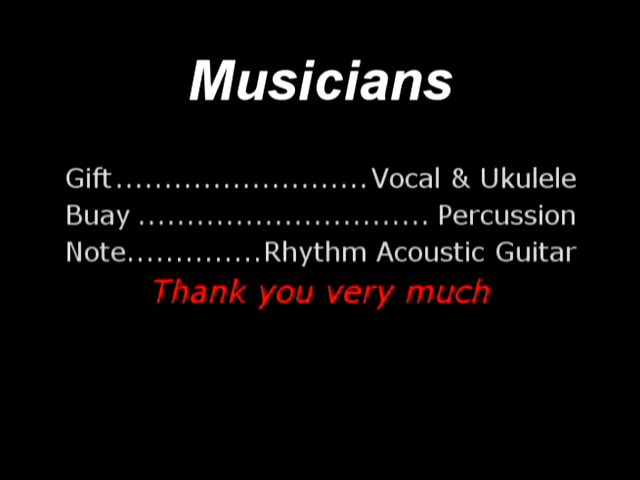 Musicians
Gift..........................Vocal & Ukulele
Buay .............................. Percussion
Note..............Rhythm Acoustic Guitar
Thank you very much